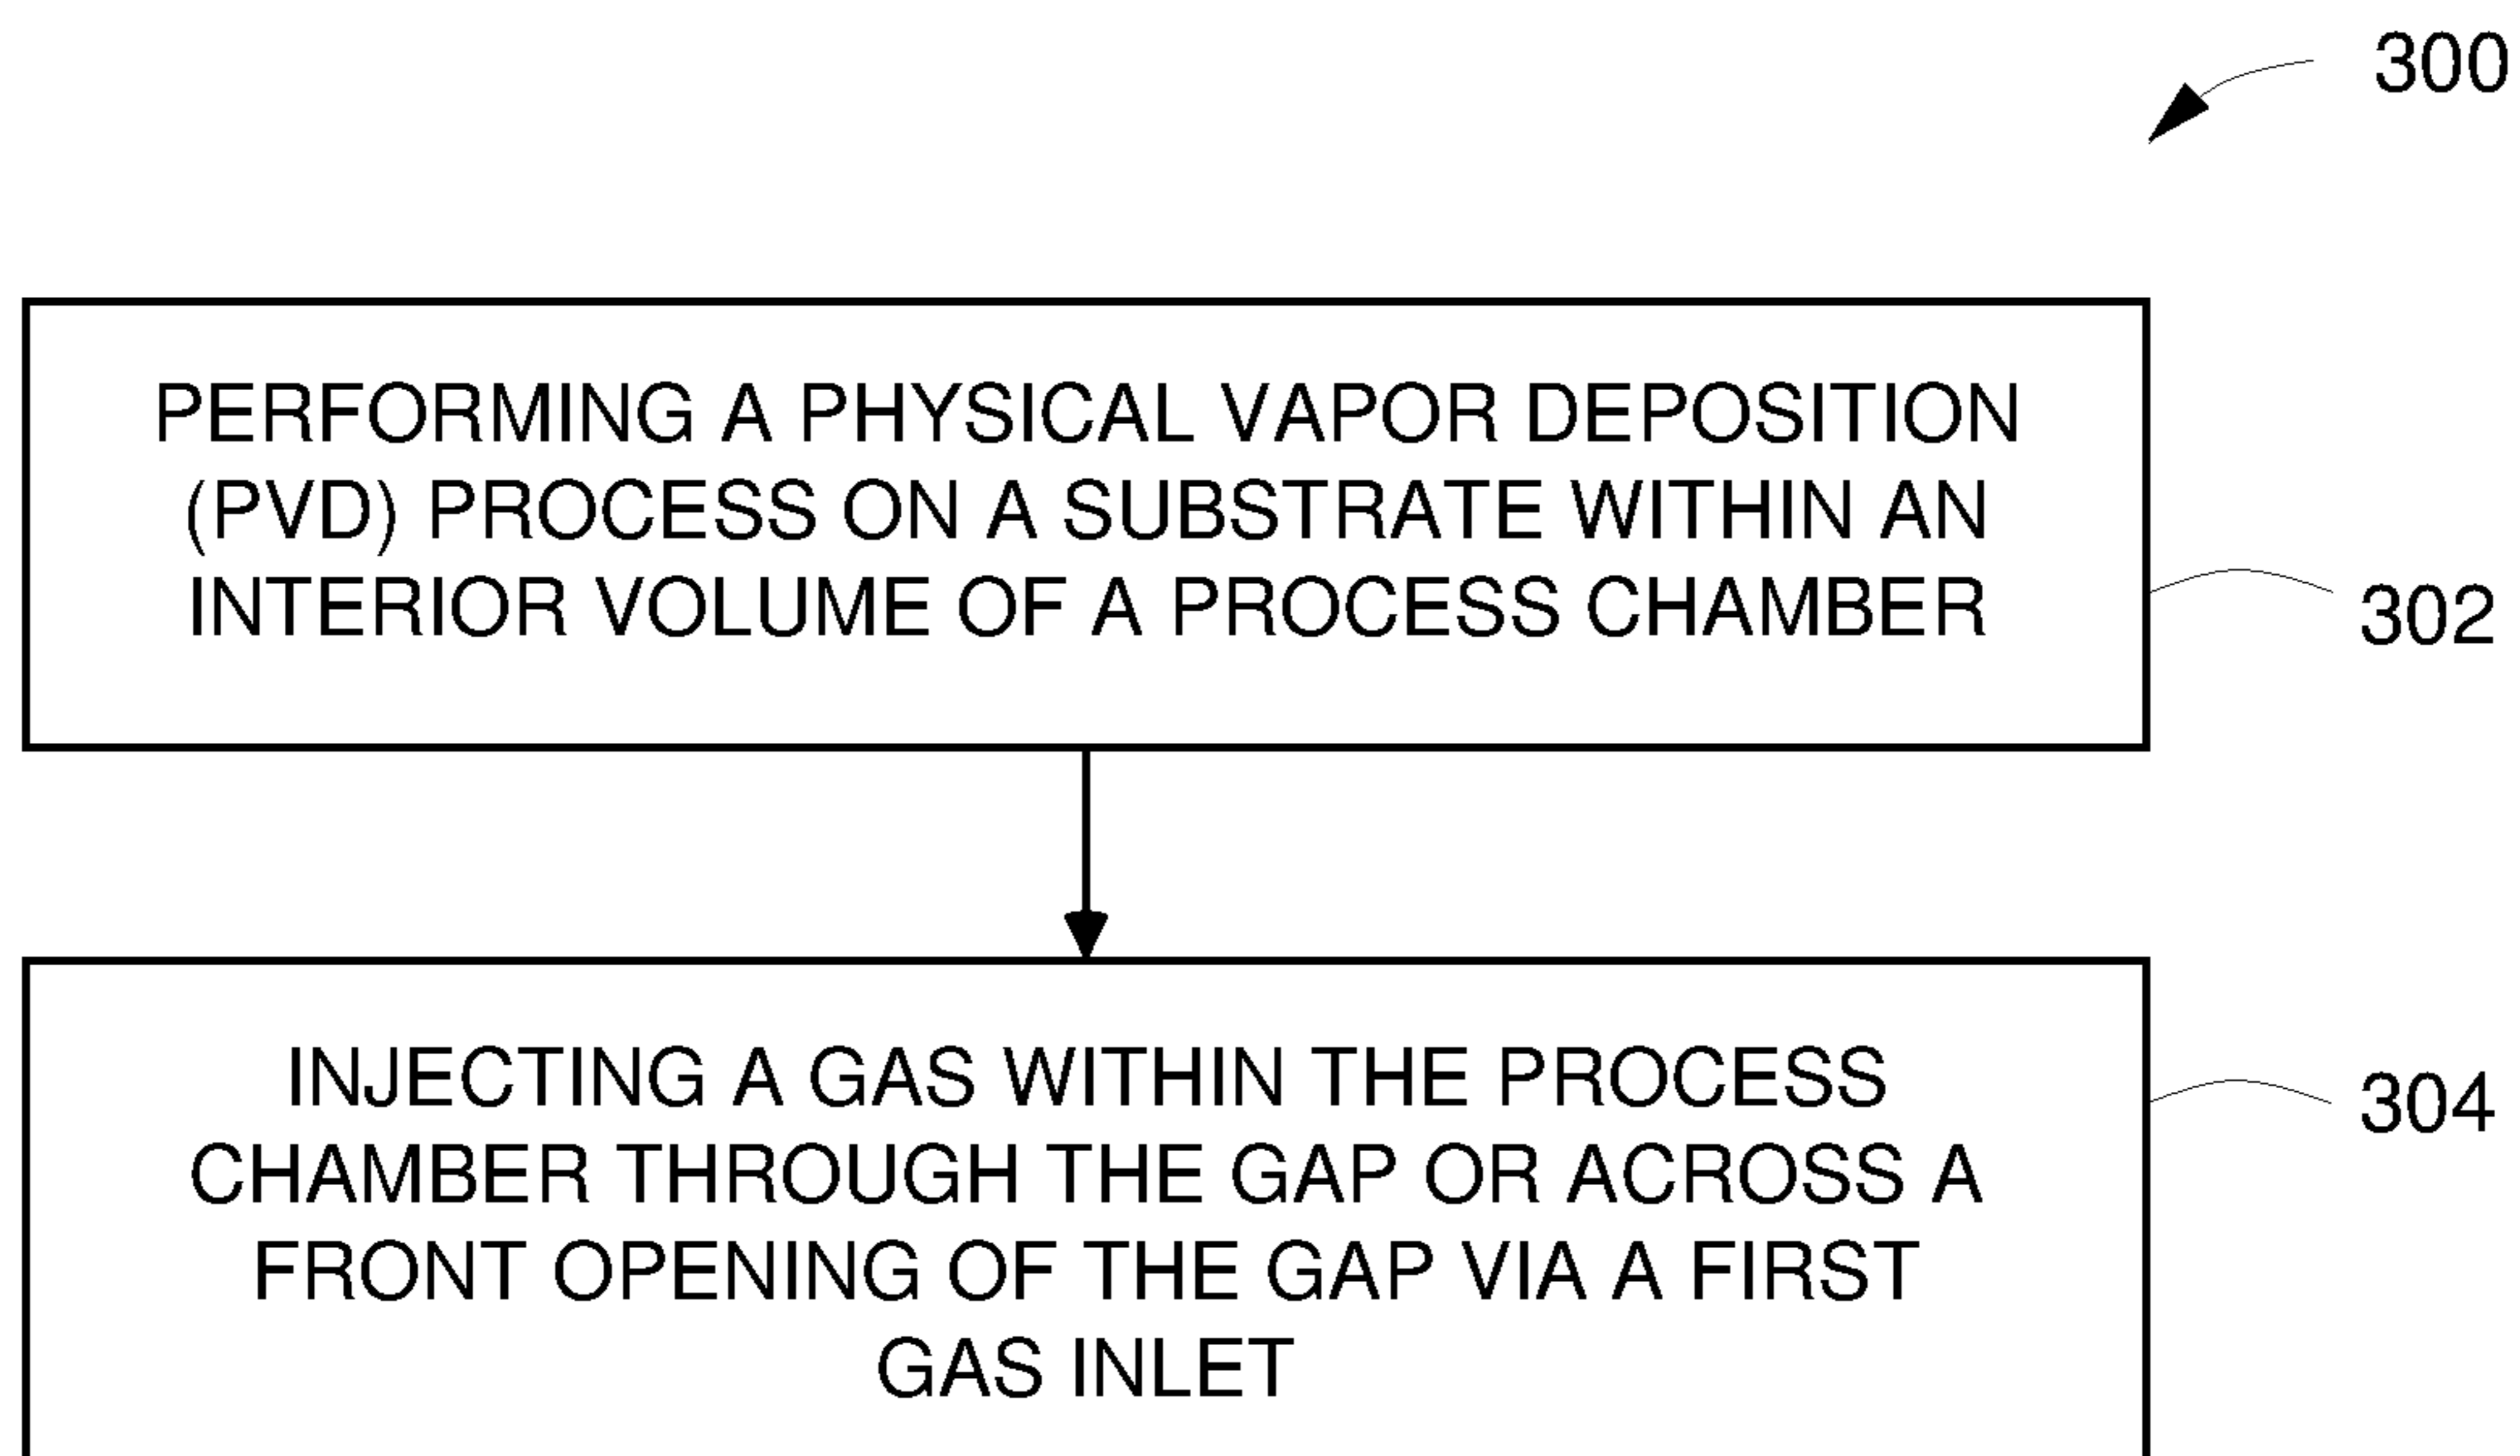 300
PERFORMING A PHYSICAL VAPOR DEPOSITION
(PVD) PROCESS ON A SUBSTRATE WITHIN AN
INTERIOR VOLUME OF A PROCESS CHAMBER
302
INJECTING A GAS WITHIN THE PROCESS
CHAMBER THROUGH THE GAP OR ACROSS A
FRONT OPENING OF THE GAP VIA A FIRST
GAS INLET
304